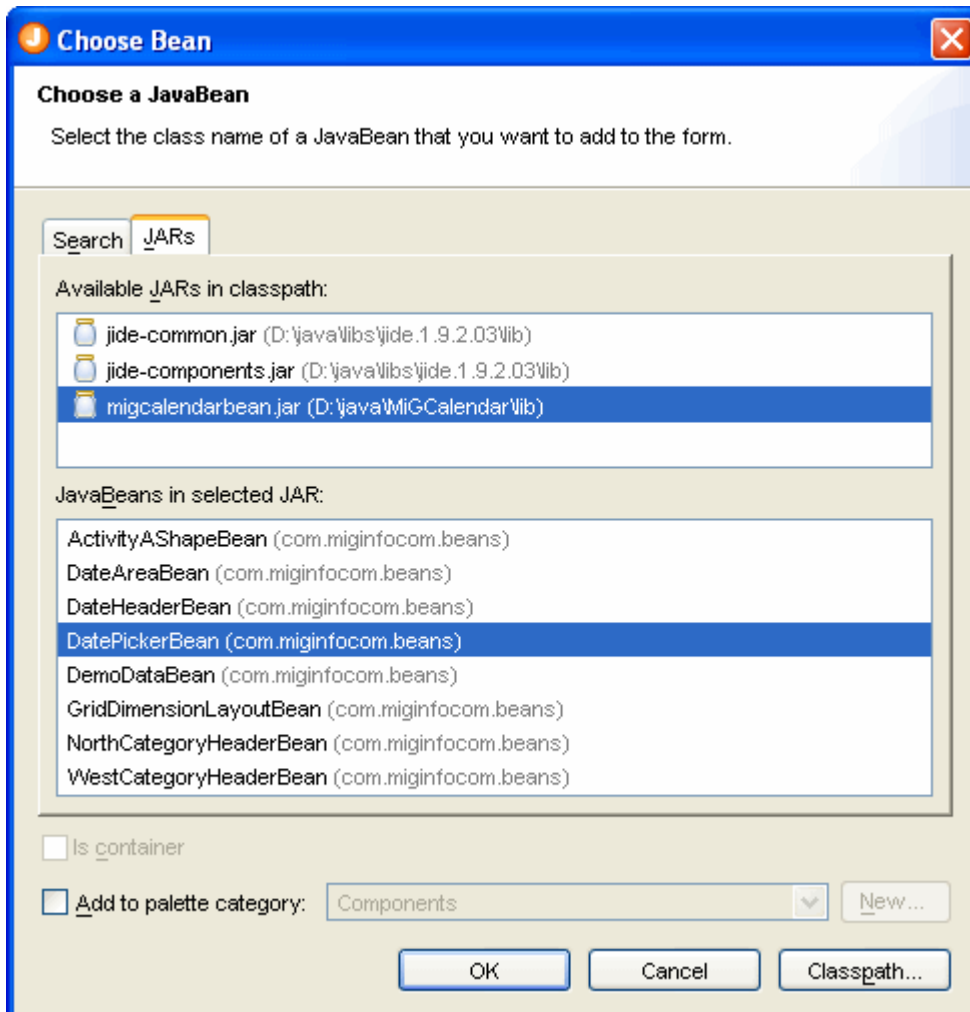 Choose Bean
Choose a JavaBean
Select the class name of a JavaBean that you want to add to the form.
Search
JARs
Available JARs in classpath:
jide-common.jar (D:\java\libs\jide.1.9.2.03\lib)
jide-components.jar (D:\java\libs\jide.1.9.2.03\lib)
migcalendarbean.jar (D:\java\MiGCalendar\lib)
JavaBeans in selected JAR:
ActivityAShapeBean (com.miginfocom.beans)
DateAreaBean (com.miginfocom.beans)
DateHeaderBean (com.miginfocom.beans)
DatePickerBean (com.miginfocom.beans)
DemoDataBean (com.miginfocom.beans)
GridDimensionLayoutBean (com.miginfocom.beans)
NorthCategoryHeaderBean (com.miginfocom.beans)
WestCategoryHeaderBean (com.miginfocom.beans)
Is container
Add to palette category:
Components
New...
OK
Cancel
Classpath...